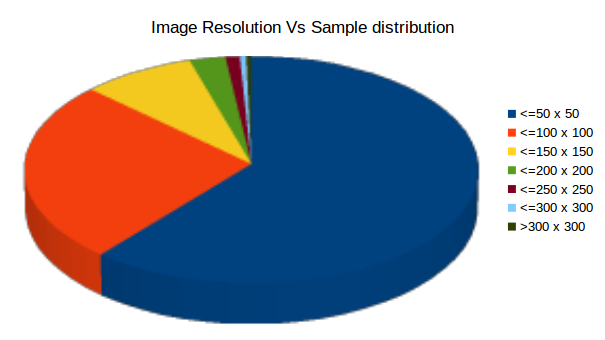 Image Resolution Vs Sample distribution
<=50 x 50
<=100 x 100
<=150 x 150
<=200 x 200
<=250 x 250
<=300 x 300
>300 x 300